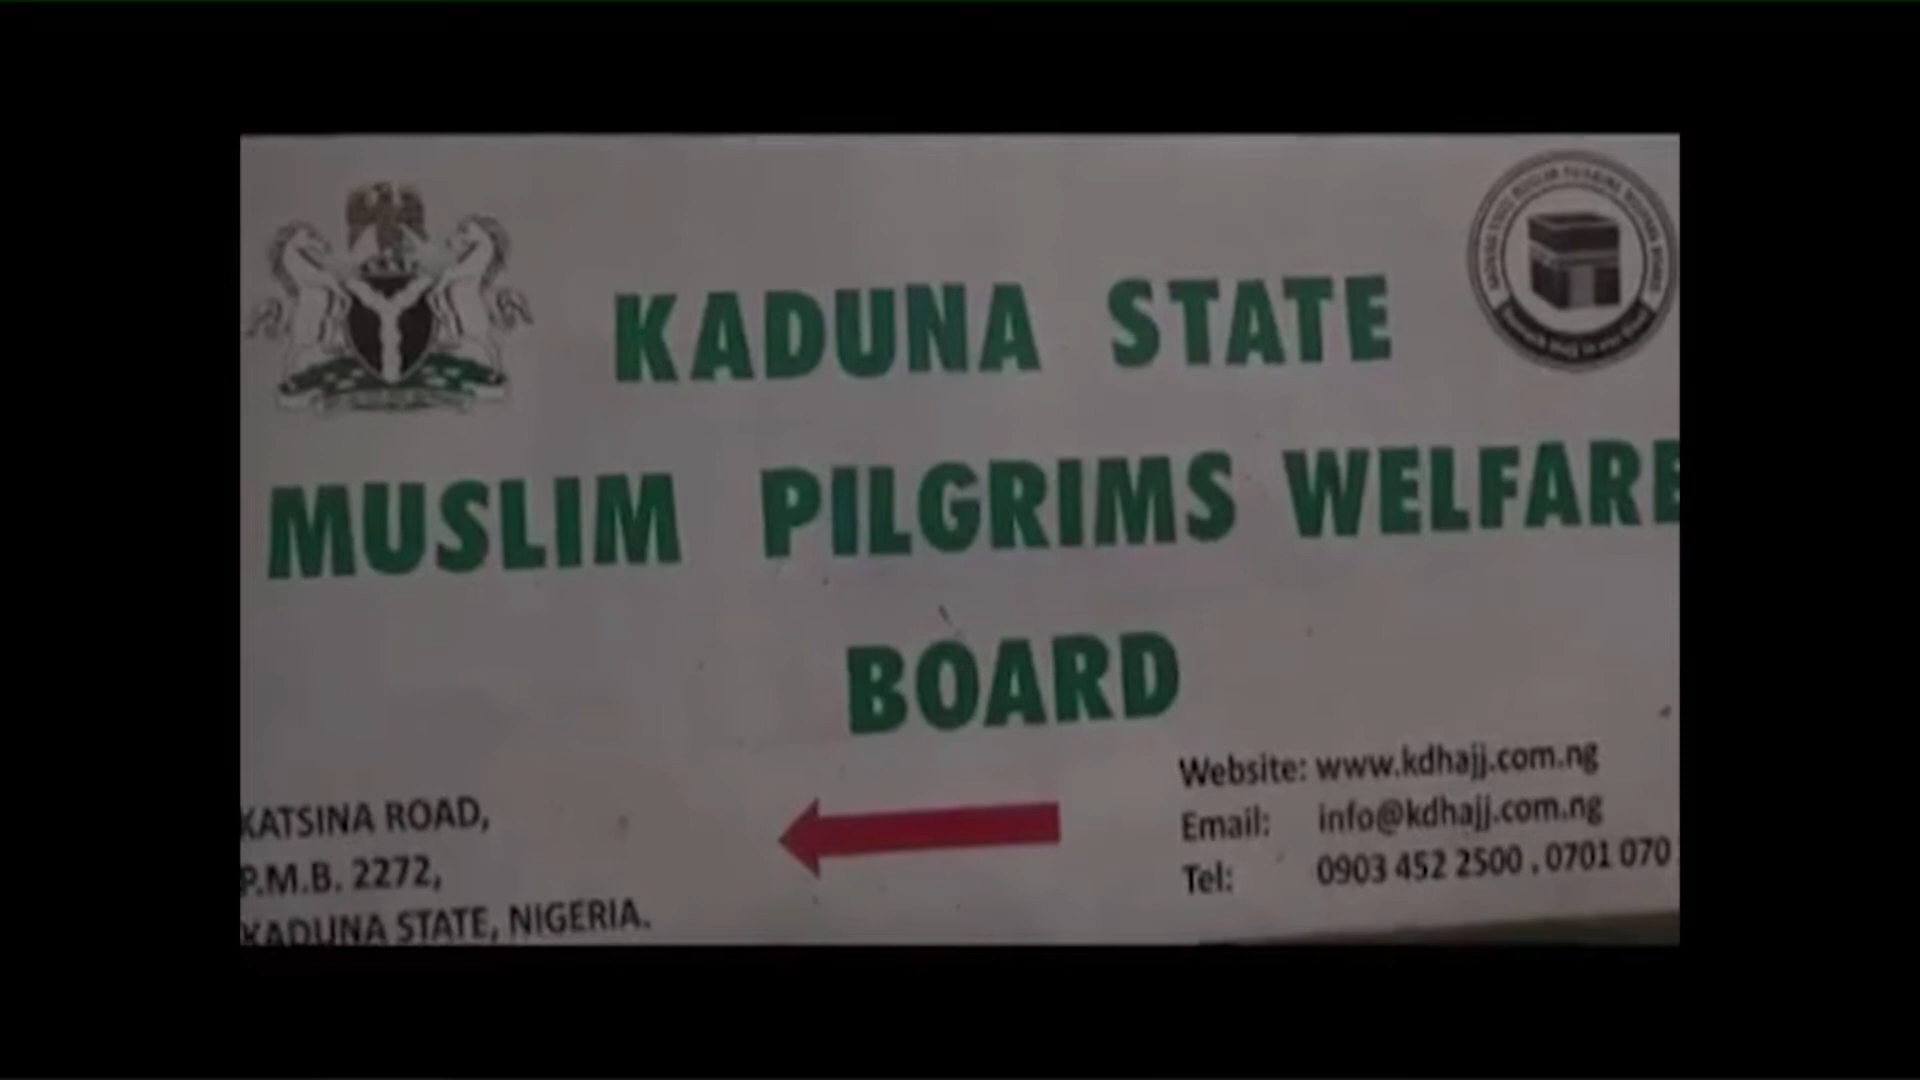 KADUNA STATE
MUSLIM PILGRIMS WELFARE
BOARD
KATSINA ROAD,
P.M.B. 2272,
KADUNA STATE, NIGERIA.
Website: www.kdhajj.com.ng
Email: info@kdhajj.com.ng
Tel: 0903 452 2500 , 0701 070